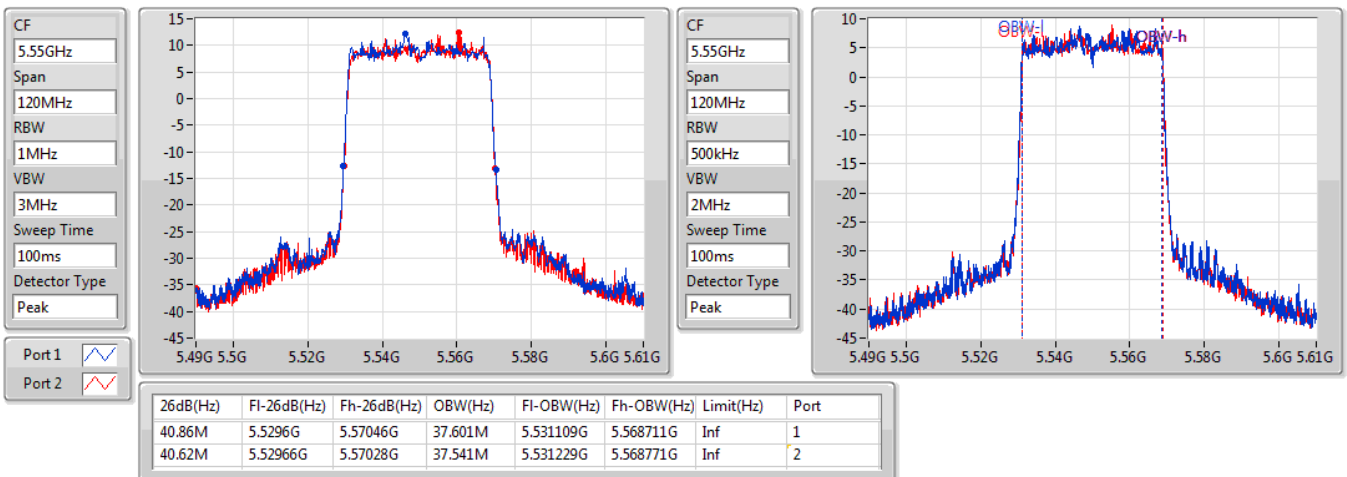 CF
5.55GHz
Span
120MHz
RBW
1MHz
VBW
3MHz
Sweep Time
100ms
Detector Type
Peak
Port 1
Port 2
15
10
5
0
-5
-10
-15
-20
-25
-30
-35
-40
-45
5.49G 5.5G 5.52G 5.54G 5.56G 5.58G 5.6G 5.61G
CF
5.55GHz
Span
120MHz
RBW
500kHz
VBW
2MHz
Sweep Time
100ms
Detector Type
Peak
10
5
0
-5
-10
-15
-20
-25
-30
-35
-40
-45
OBW-l
OBW-l
OBW-h
5.49G 5.5G 5.52G 5.54G 5.56G 5.58G 5.6G 5.61G
26dB(Hz) Fl-26dB(Hz) Fh-26dB(Hz) OBW(Hz) Fl-OBW(Hz) Fh-OBW(Hz) Limit(Hz) Port
40.86M 5.5296G 5.57046G 37.601M 5.531109G 5.568711G Inf 1
40.62M 5.52966G 5.57028G 37.541M 5.531229G 5.568771G Inf 2